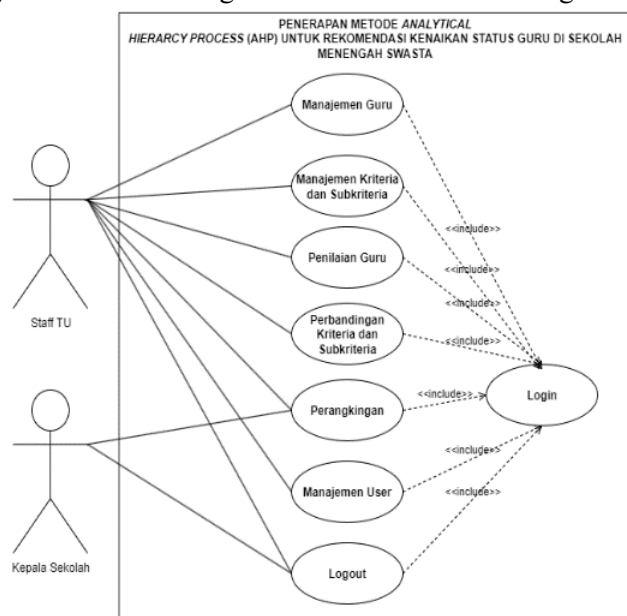 PENERAPAN METODE ANALYTICAL
HIERARCY PROCESS (AHP) UNTUK REKOMENDASI KENAIKAN STATUS GURU DI SEKOLAH
MENENGAH SWASTA
Manajemen Guru
Manajemen Kriteria
dan Subkriteria
<<include>>
Penilaian Guru
<<include>>
<<include>>
Staff TU
Perbandingan
Kriteria dan
Subkriteria
<<include>>
Perangkingan
<<include>>
Login
Manajemen User
<<include>>
<<include>>
Kepala Sekolah
Logout